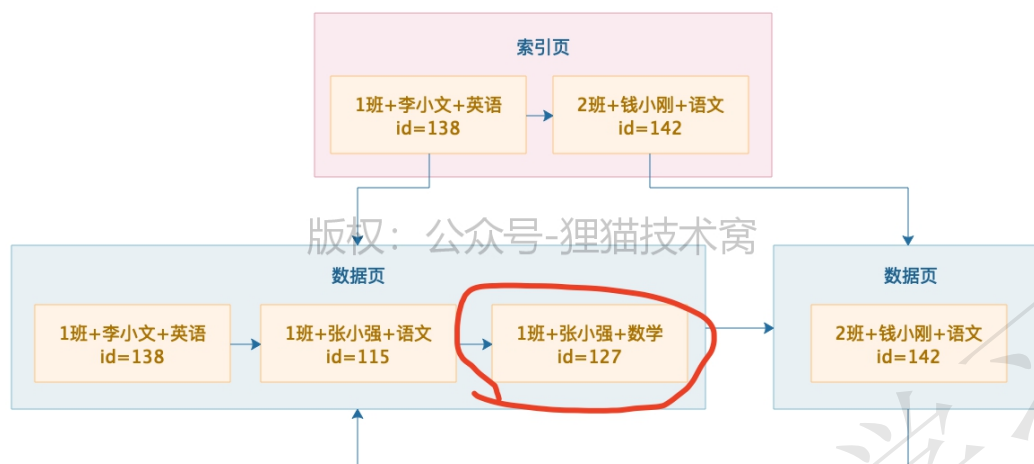 索引页
1班+李小文+英语
id=138
2班+钱小刚+语文
id=142
版权：公众号-狸猫技术窝
数据页
1班+李小文+英语
id=138
1班+张小强+语文
id=115
1班+张小强+数学
id=127
数据页
2班+钱小刚+语文
id=142